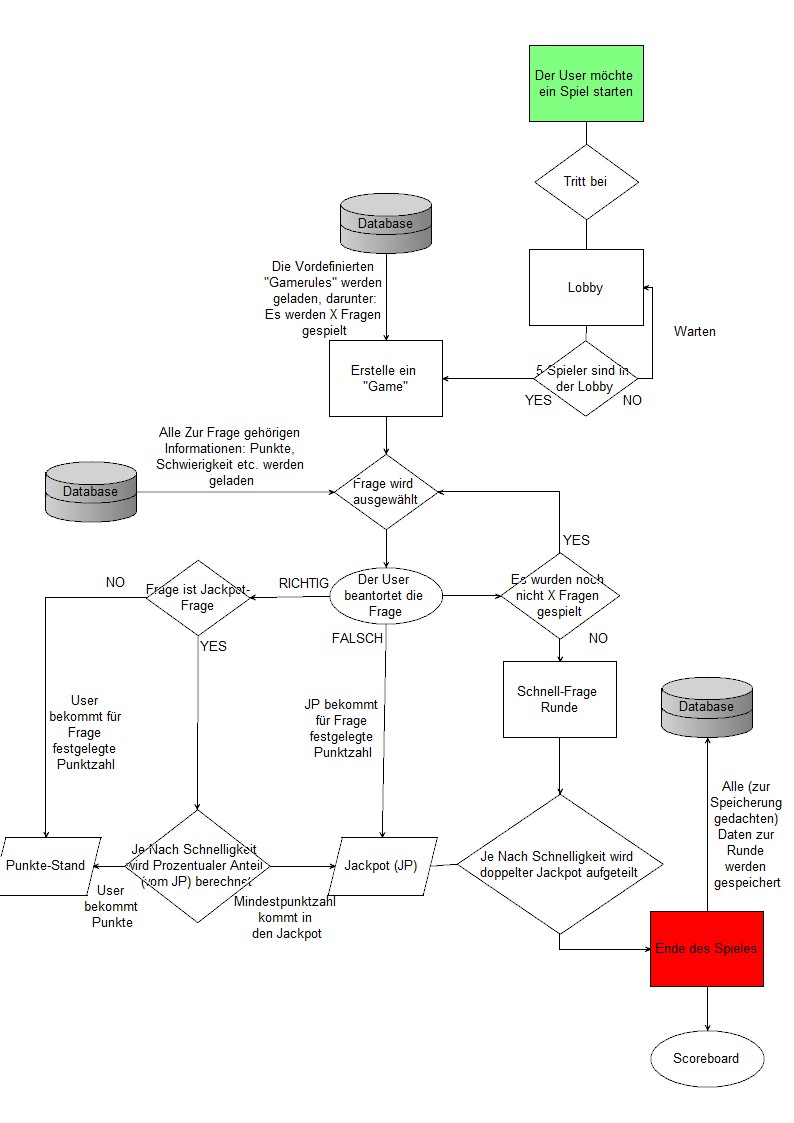 Der User möchte
ein Spiel starten
Tritt bei
Database
Die Vordefinierten
"Gamerules" werden
geladen, darunter:
Es werden X Fragen
gespielt
Lobby
Warten
Erstelle ein
"Game"
5 Spieler sind in
der Lobby
YES
NO
Alle Zur Frage gehörigen
Informationen: Punkte,
Schwierigkeit etc. werden
geladen
Database
Frage wird
ausgewählt
YES
NO
Frage ist Jackpot-
Frage
RICHTIG
Der User
beantortet die
Frage
Es wurden noch
nicht X Fragen
gespielt
YES
FALSCH
NO
User
bekommt für
Frage
festgelegte
Punktzahl
JP bekommt
für Frage
festgelegte
Punktzahl
Schnell-Frage
Runde
Database
Alle (zur
Speicherung
gedachten)
Daten zur
Runde
werden
gespeichert
Punkte-Stand
Je Nach Schnelligkeit
wird Prozentualer Anteil
(vom JP) berechnet
Jackpot (JP)
Je Nach Schnelligkeit wird
doppelter Jackpot aufgeteilt
User
bekommt
Punkte
Mindestpunktzahl
kommt in
den Jackpot
Ende des Spieles
Scoreboard